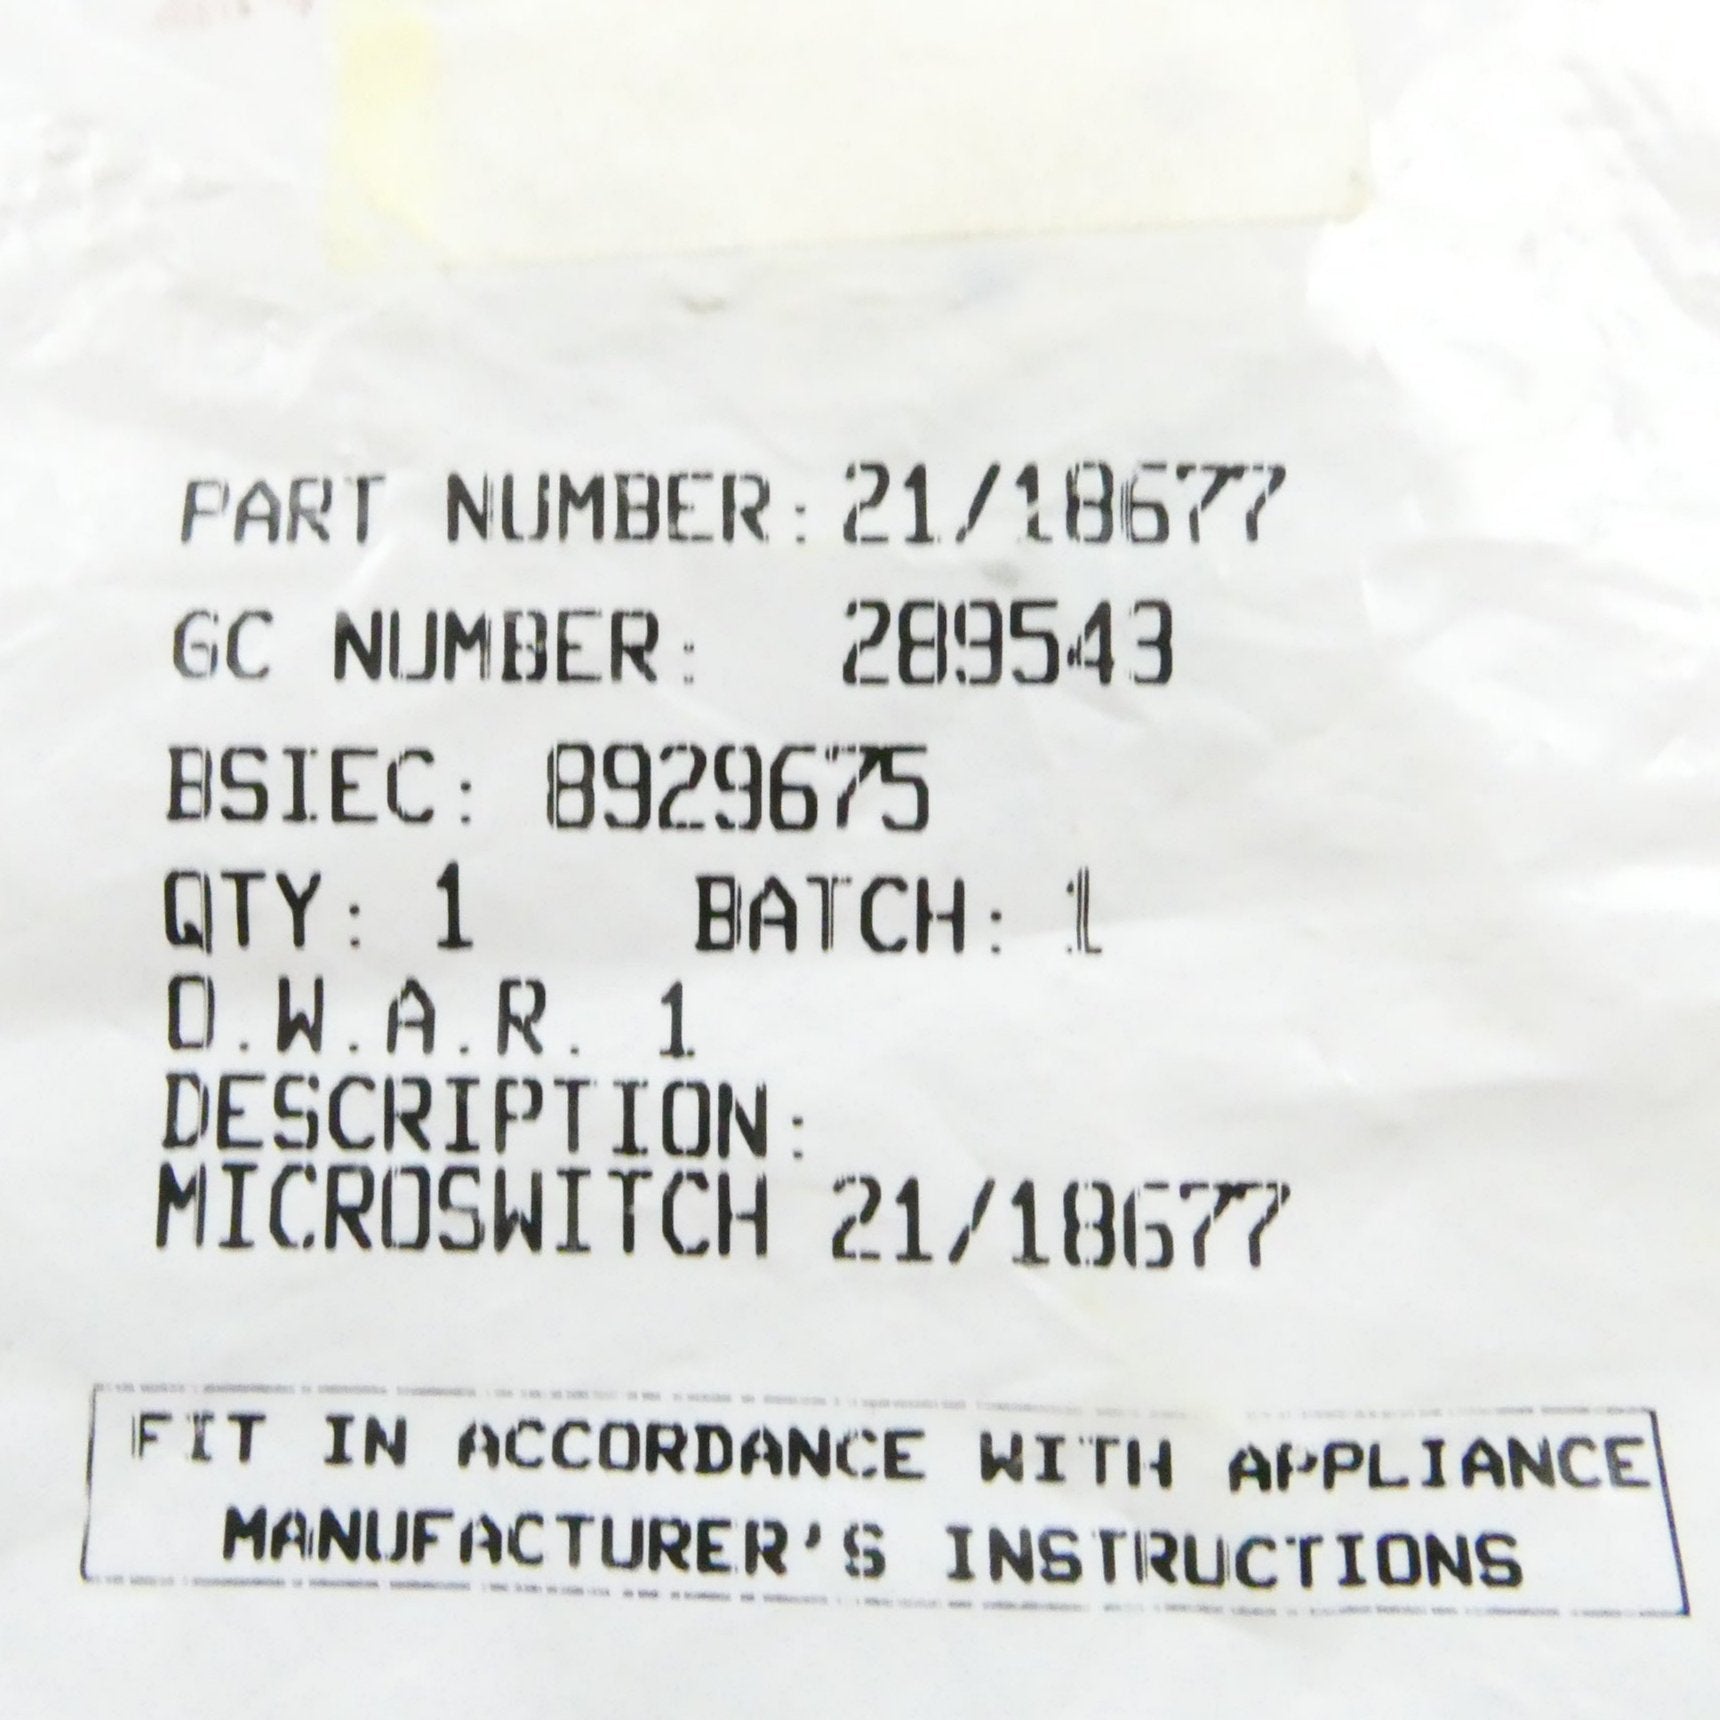 PART NUMBER: 21/18677
GC NUMBER: 289543
BSIEC: 8929675
QTY: 1 BATCH: 1
O.W.A.R. 1
DESCRIPTION:
MICROSWITCH 21/18677
FIT IN ACCORDANCE WITH APPLIANCE
MANUFACTURER'S INSTRUCTIONS